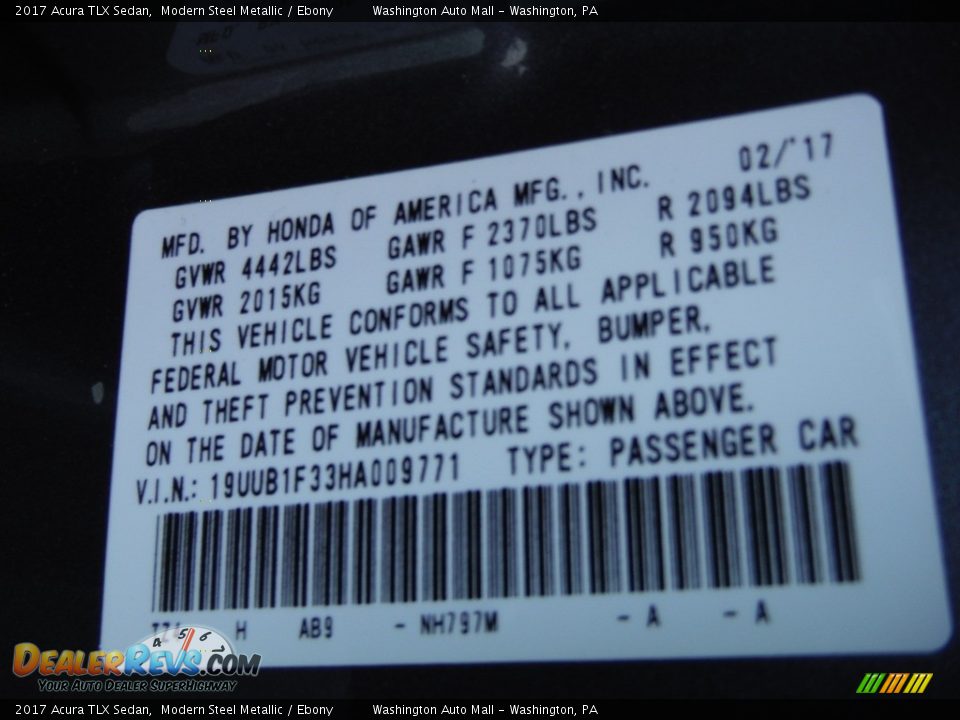 2017 Acura TLX Sedan,  Modern Steel Metallic / Ebony    Washington Auto Mall - Washington, PA
02/'17
MFD. BY HONDA OF AMERICA MFG., INC.
GVWR 4442LBS GAWR F 2370LBS R 2094LBS
GVWR 2015KG GAWR F 1075KG R 950KG
THIS VEHICLE CONFORMS TO ALL APPLICABLE
FEDERAL MOTOR VEHICLE SAFETY, BUMPER,
AND THEFT PREVENTION STANDARDS IN EFFECT
ON THE DATE OF MANUFACTURE SHOWN ABOVE.
V.I.N.: 19UUB1F33HA009771 TYPE: PASSENGER CAR
H AB9 - NH797M - A - A
4 5 6
DealerRevs.com
Your Auto Dealer SuperHighway
2017 Acura TLX Sedan,  Modern Steel Metallic / Ebony    Washington Auto Mall - Washington, PA